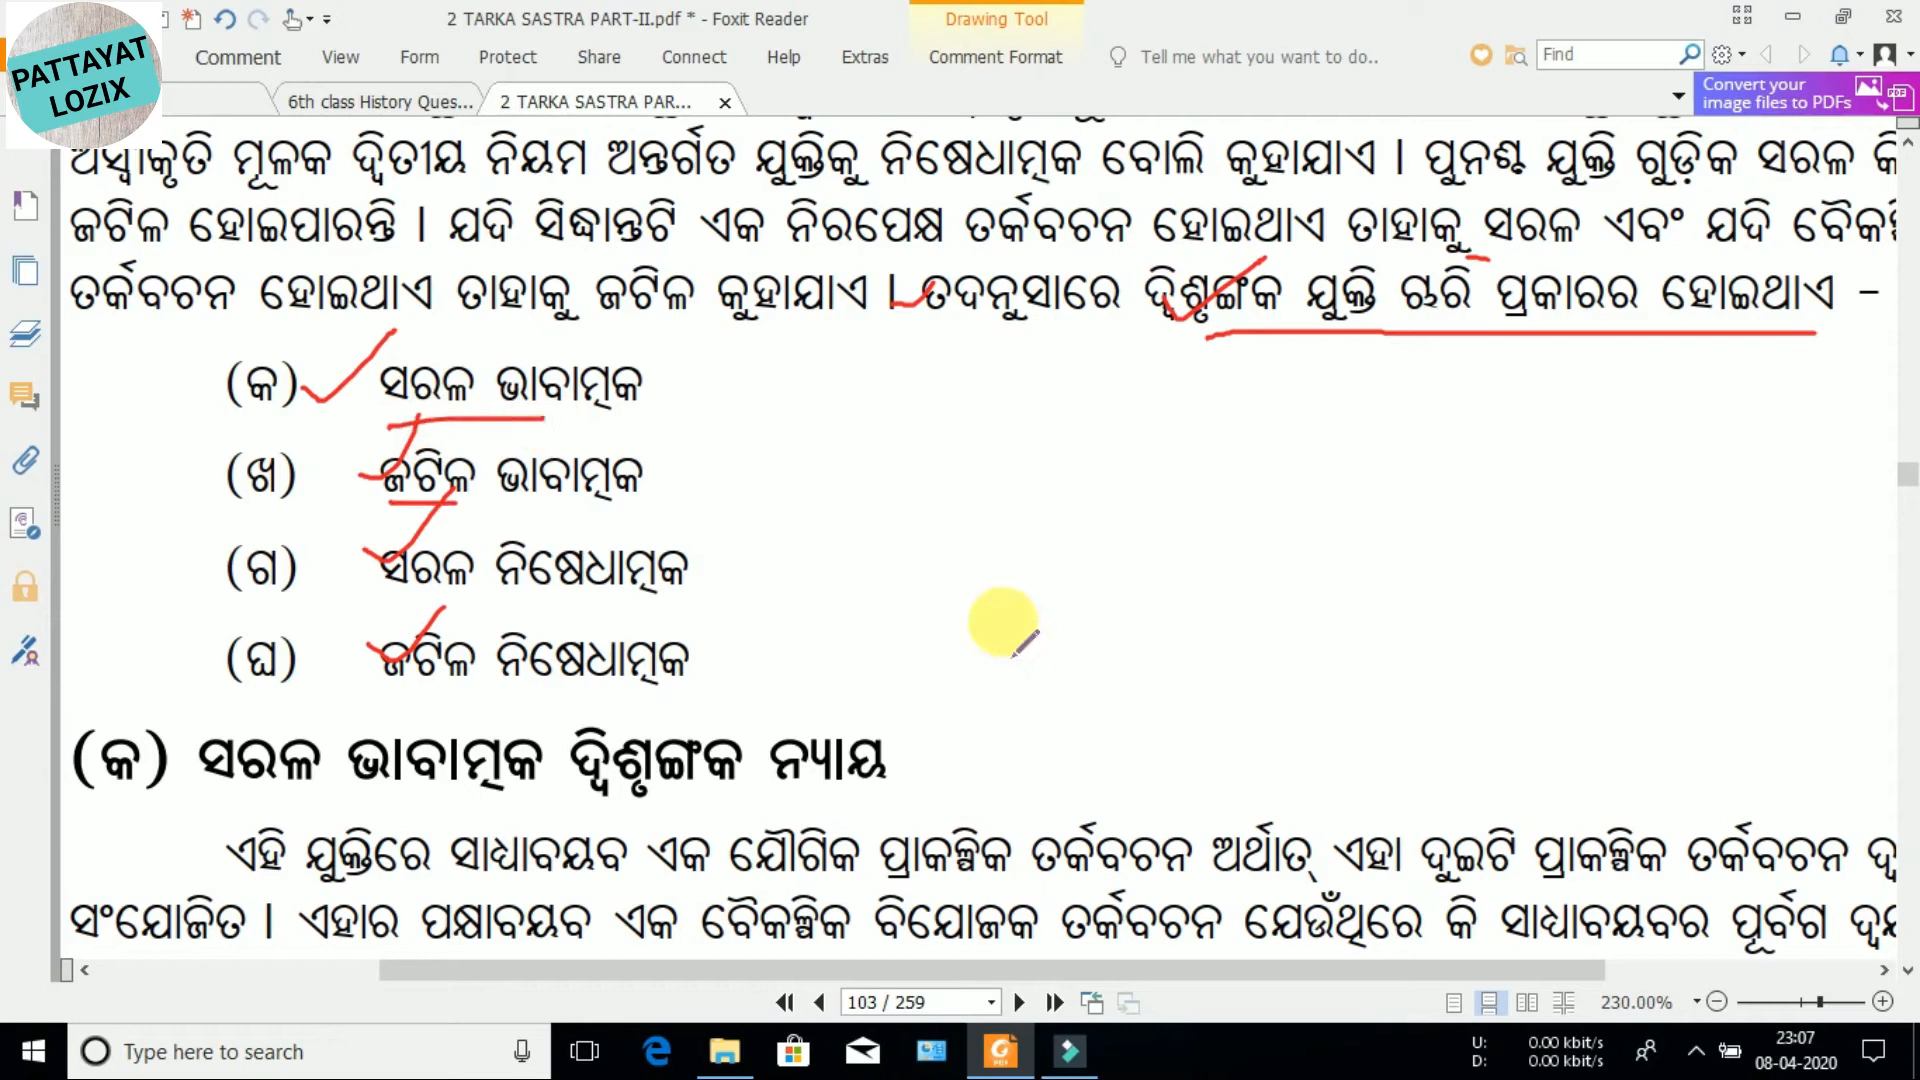 PATTAYAT
LOZIX
2 TARKA SASTRA PART-II.pdf * - Foxit Reader
Drawing Tool
Comment View Form Protect Share Connect Help Extras Comment Format Tell me what you want to do.. Find
6th class History Ques... 2 TARKA SASTRA PAR...
Convert your
image files to PDFs
ଅସ୍ୱୀକୃତି ମୂଳକ ଦ୍ୱିତୀୟ ନିୟମ ଅନ୍ତର୍ଗତ ଯୁକ୍ତିକୁ ନିଷେଧାତ୍ମକ ବୋଲି କୁହାଯାଏ । ପୁନଶ୍ଚ ଯୁକ୍ତି ଗୁଡ଼ିକ ସରଳ
ଜଟିଳ ହୋଇପାରନ୍ତି । ଯଦି ସିଦ୍ଧାନ୍ତଟି ଏକ ନିରପେକ୍ଷ ତର୍କବଚନ ହୋଇଥାଏ ତାହାକୁ ସରଳ ଏବଂ ଯଦି
ତର୍କବଚନ ହୋଇଥାଏ ତାହାକୁ ଜଟିଳ କୁହାଯାଏ । ତଦନୁସାରେ ଦ୍ୱିଶୃଙ୍ଗକ ଯୁକ୍ତି ଚାରି ପ୍ରକାରର ହୋଇଥାଏ –
(କ) ସରଳ ଭାବାତ୍ମକ
(ଖ) ଜଟିଳ ଭାବାତ୍ମକ
(ଗ) ସରଳ ନିଷେଧାତ୍ମକ
(ଘ) ଜଟିଳ ନିଷେଧାତ୍ମକ
(କ) ସରଳ ଭାବାତ୍ମକ ଦ୍ୱିଶୃଙ୍ଗକ ନ୍ୟାୟ
ଏହି ଯୁକ୍ତିରେ ସାଧ୍ୟାବୟବ ଏକ ଯୌଗିକ ପ୍ରାକଳ୍ପିକ ତର୍କବଚନ ଅର୍ଥାତ୍ ଏହା ଦୁଇଟି ପ୍ରାକଳ୍ପିକ ତର୍କବଚନ
ସଂଯୋଜିତ । ଏହାର ପକ୍ଷାବୟବ ଏକ ବୈକଳ୍ପିକ ବିଯୋଜକ ତର୍କବଚନ ଯେଉଁଥିରେ କି ସାଧ୍ୟାବୟବର ପୂର୍ବଗ
103 / 259
230.00%
Type here to search
U: 0.00 kbit/s
D: 0.00 kbit/s
23:07
08-04-2020